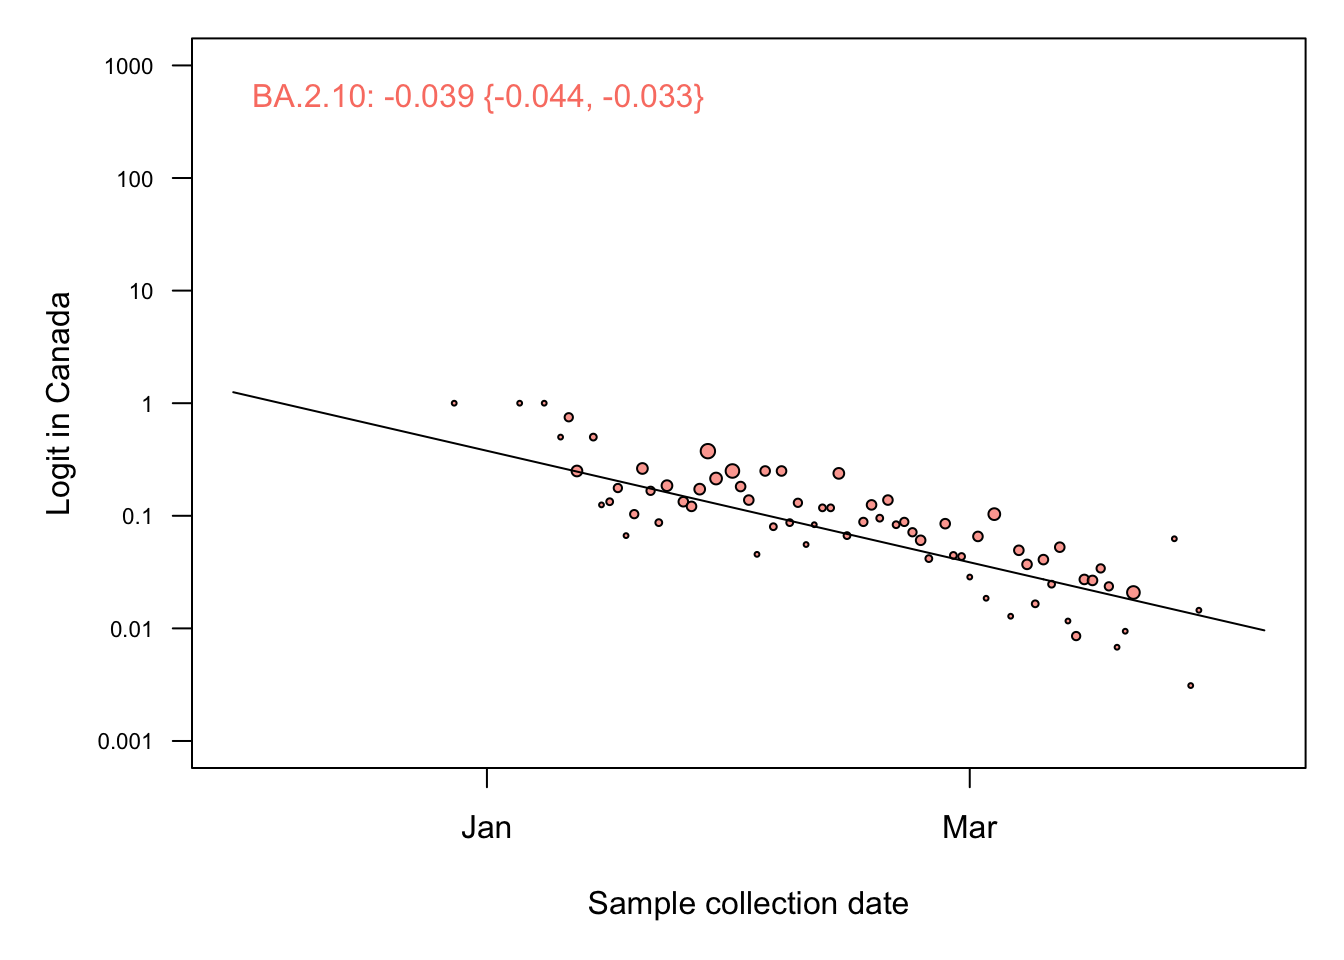 BA.2.10: -0.039 {-0.044, -0.033}
Logit in Canada
1000
100
10
1
0.1
0.01
0.001
Jan Mar
Sample collection date